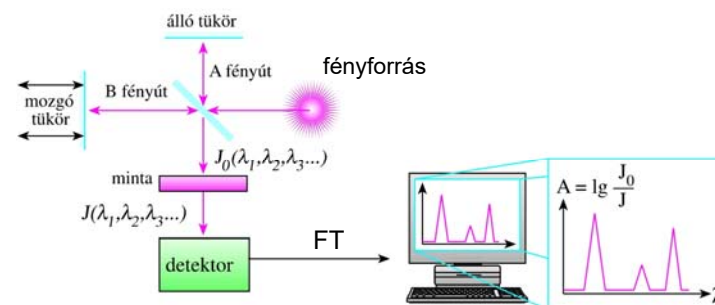 álló tükör
A fényút
fényforrás
B fényút
mozgó
tükör
J₀(λ₁,λ₂,λ₃...)
minta
J(λ₁,λ₂,λ₃...)
detektor
FT
A = lg J₀/J